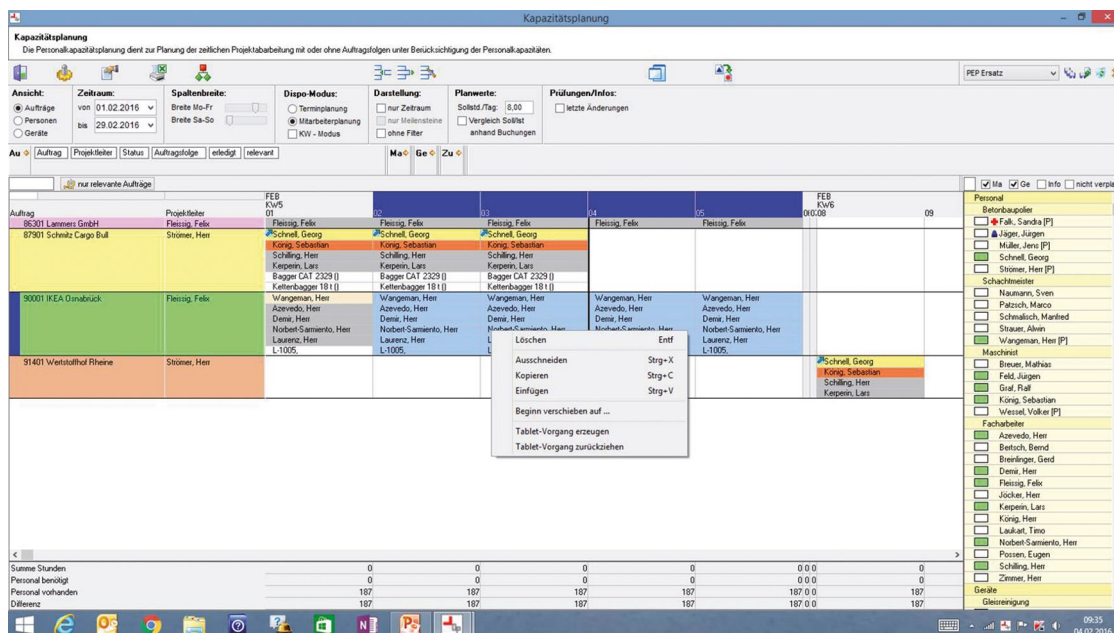 Kapazitätsplanung
Kapazitätsplanung
Die Personalkapazitätsplanung dient zur Planung der zeitlichen Projektabarbeitung mit oder ohne Auftragsfolgen unter Berücksichtigung der Personalkapazitäten.
PEP Ersatz
Ansicht: Zeitraum: Spaltenbreite: Dispo-Modus: Darstellung: Planwerte: Prüfungen/Infos:
Aufträge von 01.02.2016 Breite Mo-Fr Terminplanung nur Zeitraum Sollstd./Tag: 8,00 letzte Änderungen
Personen bis 29.02.2016 Breite Sa-So Mitarbeiterplanung nur Meilensteine Vergleich Soll/Ist
Geräte KW - Modus ohne Filter anhand Buchungen
Au Auftrag Projektleiter Status Auftragsfolge erledigt relevant Ma Ge Zu
nur relevante Aufträge Ma Ge Info nicht verpla
FEB FEB
KW5 KW6
Auftrag Projektleiter 01 02 03 04 05 08 09
86301 Lammers GmbH Fleissig, Felix Fleissig, Felix Fleissig, Felix Fleissig, Felix Fleissig, Felix Fleissig, Felix
87901 Schmitz Cargo Bull Strömer, Herr Schnell, Georg Schnell, Georg Schnell, Georg
König, Sebastian König, Sebastian König, Sebastian
Schilling, Herr Schilling, Herr Schilling, Herr
Kerperin, Lars Kerperin, Lars Kerperin, Lars
Bagger CAT 2329 () Bagger CAT 2329 () Bagger CAT 2329 ()
Kettenbagger 18 t () Kettenbagger 18 t () Kettenbagger 18 t ()
90001 IKEA Osnabrück Fleissig, Felix Wangeman, Herr Wangeman, Herr Wangeman, Herr Wangeman, Herr Wangeman, Herr
Azevedo, Herr Azevedo, Herr Azevedo, Herr Azevedo, Herr Azevedo, Herr
Demir, Herr Demir, Herr Demir, Herr Demir, Herr Demir, Herr
Norbert-Sarmiento, Herr Norbert-Sarmiento, Herr Norbert-Sarmiento, Herr Norbert-Sarmiento, Herr Norbert-Sarmiento, Herr
Laurenz, Herr Laurenz, Herr L Laurenz, Herr
L-1005, L-1005, L L-1005,
91401 Wertstoffhof Rheine Strömer, Herr Schnell, Georg
König, Sebastian
Schilling, Herr
Kerperin, Lars
Löschen Entf
Ausschneiden Strg+X
Kopieren Strg+C
Einfügen Strg+V
Beginn verschieben auf ...
Tablet-Vorgang erzeugen
Tablet-Vorgang zurückziehen
Personal
Betonbaupolier
Falk, Sandra [P]
Jäger, Jürgen
Müller, Jens [P]
Schnell, Georg
Strömer, Herr [P]
Schachtmeister
Naumann, Sven
Patzsch, Marco
Schmalisch, Manfred
Strauer, Alwin
Wangeman, Herr [P]
Maschinist
Breuer, Mathias
Feld, Jürgen
Graf, Ralf
König, Sebastian
Wessel, Volker [P]
Facharbeiter
Azevedo, Herr
Bertsch, Bernd
Breinlinger, Gerd
Demir, Herr
Fleissig, Felix
Jöcker, Herr
Kerperin, Lars
König, Herr
Laukart, Timo
Norbert-Sarmiento, Herr
Possen, Eugen
Schilling, Herr
Zimmer, Herr
Geräte
Gleisreinigung
Summe Stunden 0 0 0 0 0 0 0 0
Personal benötigt 0 0 0 0 0 0 0 0
Personal vorhanden 187 187 187 187 187 0 0 187
Differenz 187 187 187 187 187 0 0 187
09:35
04.02.2016